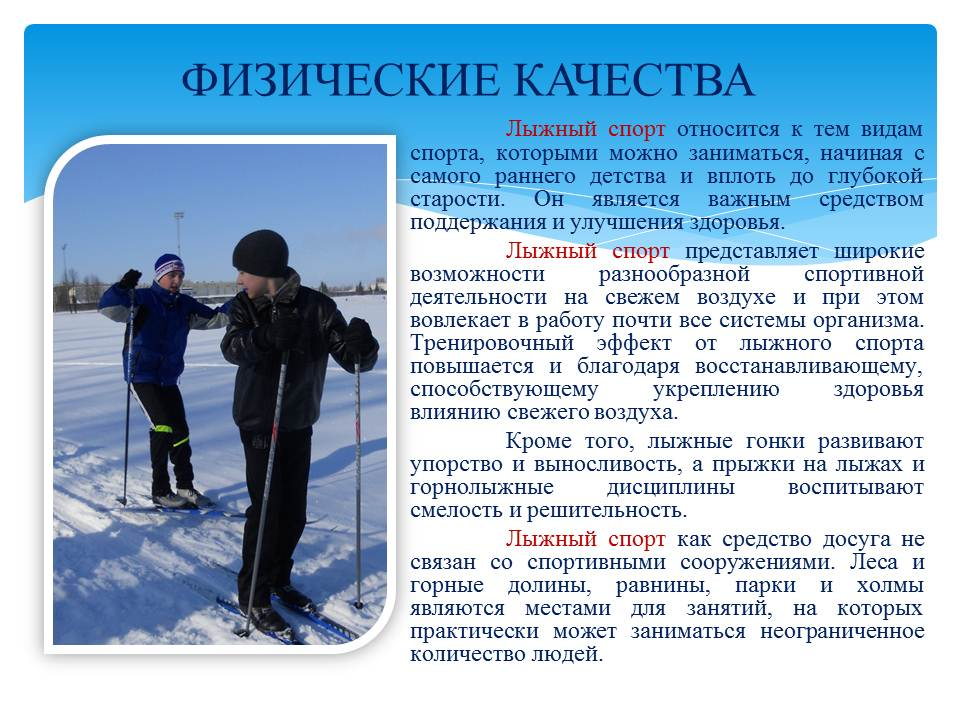 ФИЗИЧЕСКИЕ КАЧЕСТВА
Лыжный спорт относится к тем видам
спорта, которыми можно заниматься, начиная с
самого раннего детства и вплоть до глубокой
старости. Он является важным средством
поддержания и улучшения здоровья.
Лыжный спорт представляет широкие
возможности разнообразной спортивной
деятельности на свежем воздухе и при этом
вовлекает в работу почти все системы организма.
Тренировочный эффект от лыжного спорта
повышается и благодаря восстанавливающему,
способствующему укреплению здоровья
влиянию свежего воздуха.
Кроме того, лыжные гонки развивают
упорство и выносливость, а прыжки на лыжах и
горнолыжные дисциплины воспитывают
смелость и решительность.
Лыжный спорт как средство досуга не
связан со спортивными сооружениями. Леса и
горные долины, равнины, парки и холмы
являются местами для занятий, на которых
практически может заниматься неограниченное
количество людей.